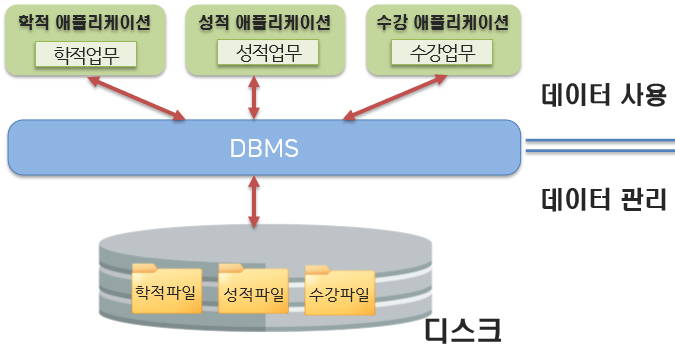 학적 애플리케이션
학적업무
성적 애플리케이션
성적업무
수강 애플리케이션
수강업무
데이터 사용
DBMS
데이터 관리
학적파일
성적파일
수강파일
디스크